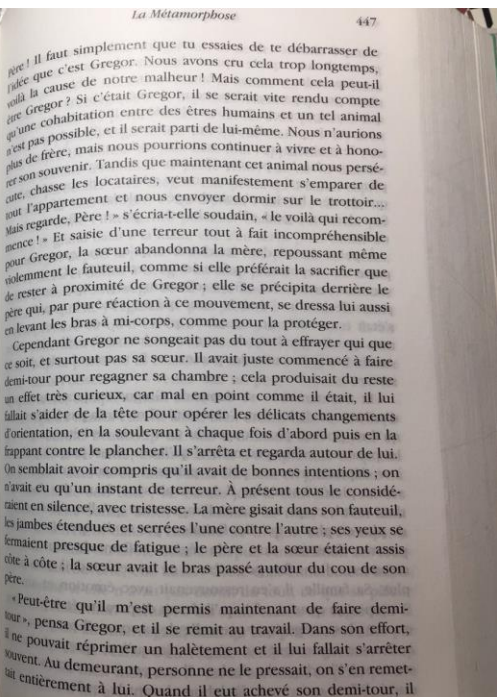 La Métamorphose 447
Père ! Il faut simplement que tu essaies de te débarrasser de
l'idée que c'est Gregor. Nous avons cru cela trop longtemps,
voilà la cause de notre malheur ! Mais comment cela peut-il
être Gregor ? Si c'était Gregor, il se serait vite rendu compte
qu'une cohabitation entre des êtres humains et un tel animal
n'est pas possible, et il serait parti de lui-même. Nous n'aurions
plus de frère, mais nous pourrions continuer à vivre et à hono-
rer son souvenir. Tandis que maintenant cet animal nous persé-
cute, chasse les locataires, veut manifestement s'emparer de
tout l'appartement et nous envoyer dormir sur le trottoir...
Mais regarde, Père ! » s'écria-t-elle soudain, « le voilà qui recom-
mence ! » Et saisie d'une terreur tout à fait incompréhensible
pour Gregor, la sœur abandonna la mère, repoussant même
violemment le fauteuil, comme si elle préférait la sacrifier que
de rester à proximité de Gregor ; elle se précipita derrière le
père qui, par pure réaction à ce mouvement, se dressa lui aussi
en levant les bras à mi-corps, comme pour la protéger.
Cependant Gregor ne songeait pas du tout à effrayer qui que
ce soit, et surtout pas sa sœur. Il avait juste commencé à faire
demi-tour pour regagner sa chambre ; cela produisait du reste
un effet très curieux, car mal en point comme il était, il lui
fallait s'aider de la tête pour opérer les délicats changements
d'orientation, en la soulevant à chaque fois d'abord puis en la
frappant contre le plancher. Il s'arrêta et regarda autour de lui.
On semblait avoir compris qu'il avait de bonnes intentions ; on
n'avait eu qu'un instant de terreur. À présent tous le considé-
raient en silence, avec tristesse. La mère gisait dans son fauteuil,
les jambes étendues et serrées l'une contre l'autre ; ses yeux se
fermaient presque de fatigue ; le père et la sœur étaient assis
côte à côte ; la sœur avait le bras passé autour du cou de son
père.
« Peut-être qu'il m'est permis maintenant de faire demi-
tour », pensa Gregor, et il se remit au travail. Dans son effort,
il ne pouvait réprimer un halètement et il lui fallait s'arrêter
souvent. Au demeurant, personne ne le pressait, on s'en remet-
tait entièrement à lui. Quand il eut achevé son demi-tour, il